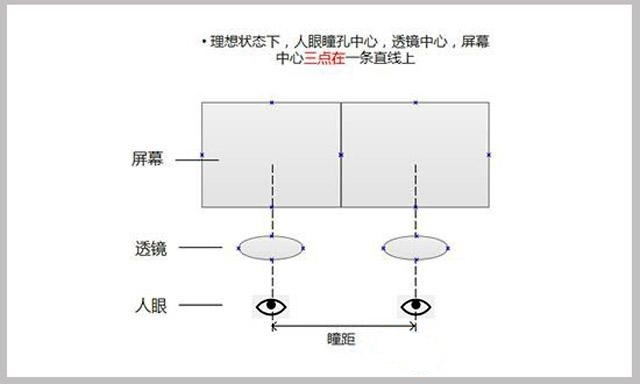 • 理想状态下，人眼瞳孔中心，透镜中心，屏幕
中心三点在一条直线上
屏幕
透镜
人眼
瞳距